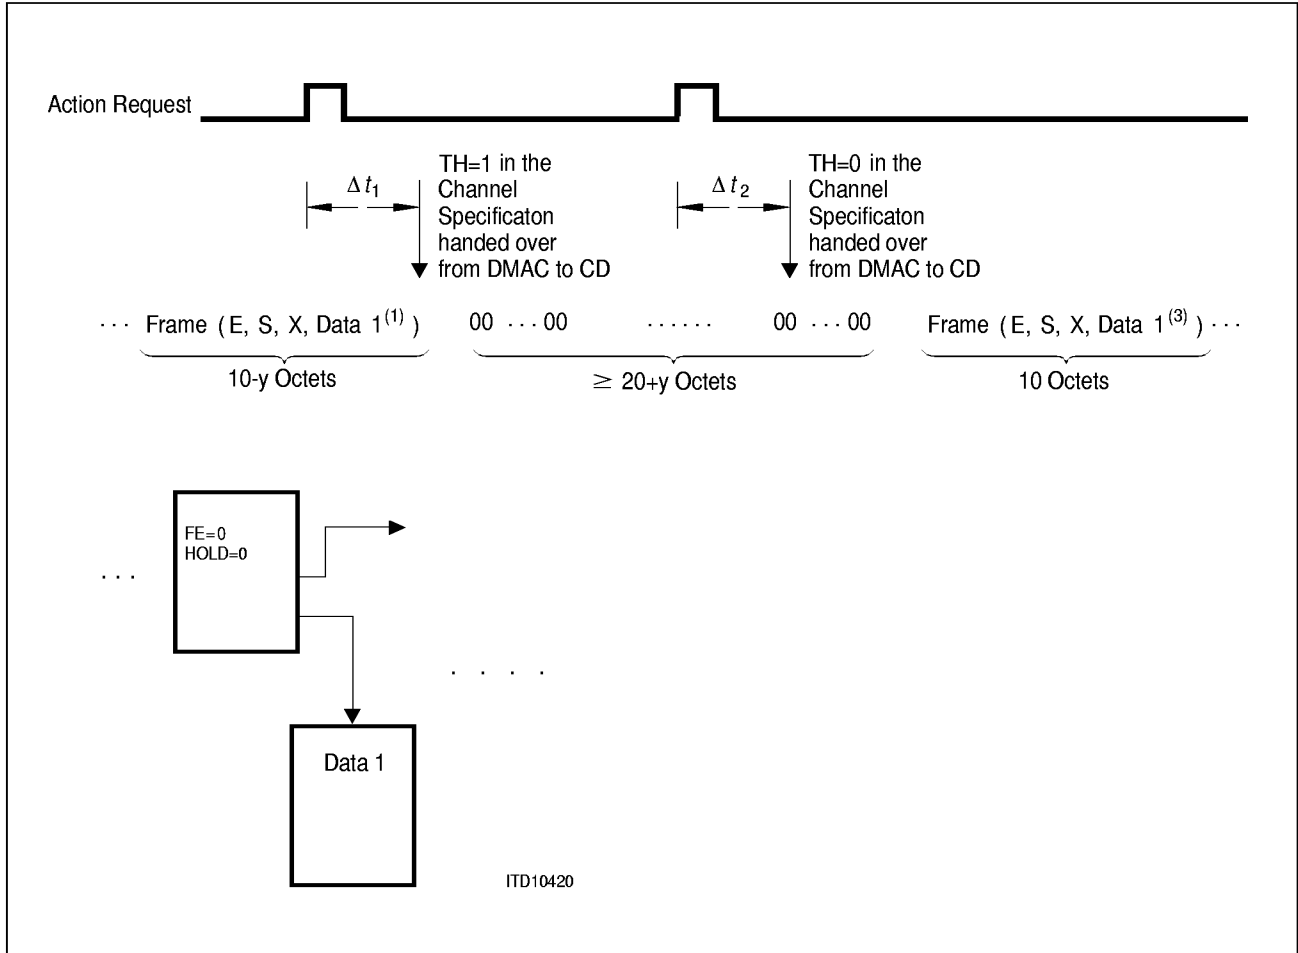 Action Request
Δ t1
TH=1 in the
Channel
Specificaton
handed over
from DMAC to CD
Δ t2
TH=0 in the
Channel
Specificaton
handed over
from DMAC to CD
... Frame ( E, S, X, Data 1(1) ) 00 ... 00 ...... 00 ... 00 Frame ( E, S, X, Data 1(3) ) ...
10-y Octets ≥ 20+y Octets 10 Octets
FE=0
HOLD=0
...
....
Data 1
ITD10420